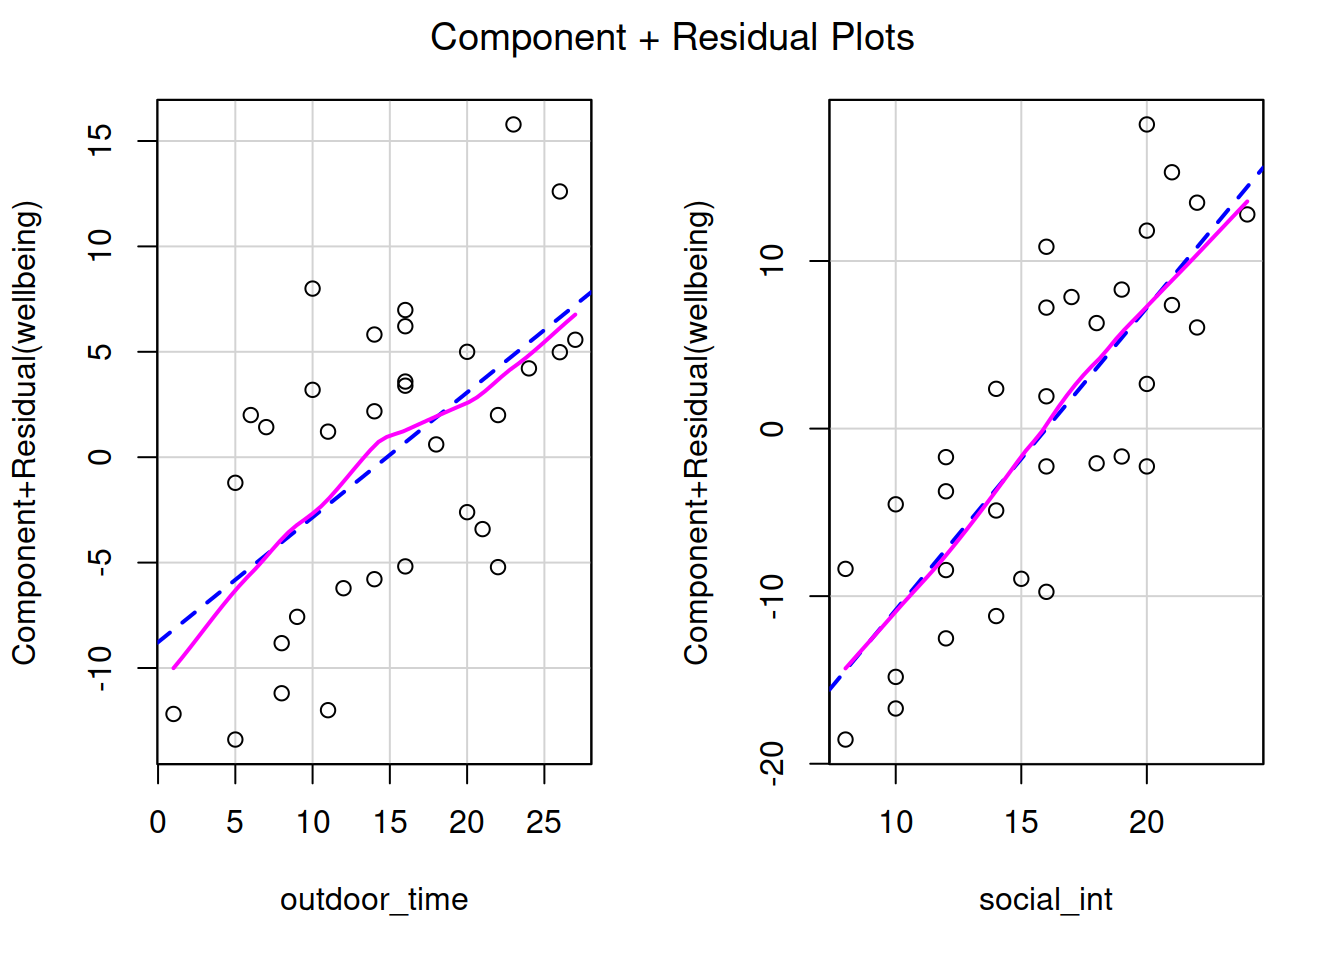 Component + Residual Plots
Component+Residual(wellbeing)
15
10
5
0
-5
-10
0 5 10 15 20 25
outdoor_time
Component+Residual(wellbeing)
10
0
-10
-20
10 15 20
social_int